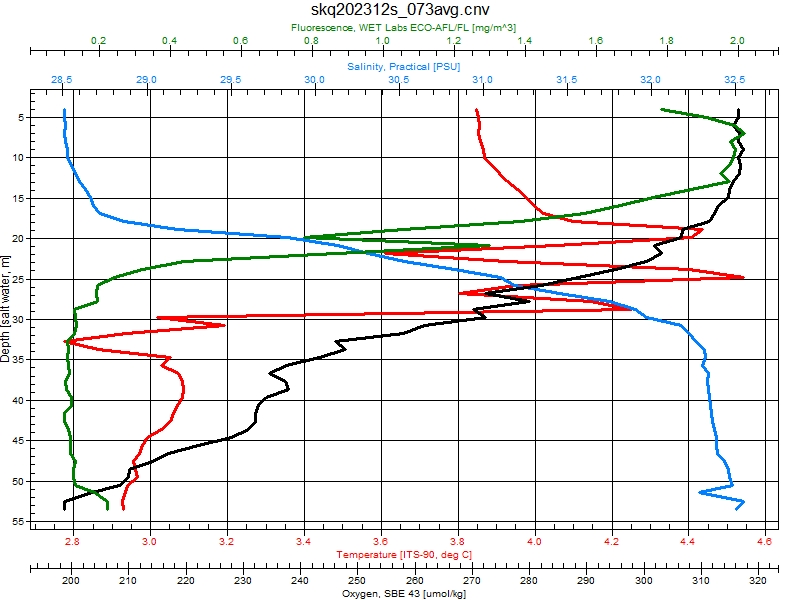 skq202312s_073avg.cnv
Fluorescence, WET Labs ECO-AFL/FL [mg/m^3]
0.2 0.4 0.6 0.8 1.0 1.2 1.4 1.6 1.8 2.0
Salinity, Practical [PSU]
28.5 29.0 29.5 30.0 30.5 31.0 31.5 32.0 32.5
5
10
15
20
25
30
35
40
45
50
55
Depth [salt water, m]
2.8 3.0 3.2 3.4 3.6 3.8 4.0 4.2 4.4 4.6
Temperature [ITS-90, deg C]
200 210 220 230 240 250 260 270 280 290 300 310 320
Oxygen, SBE 43 [umol/kg]